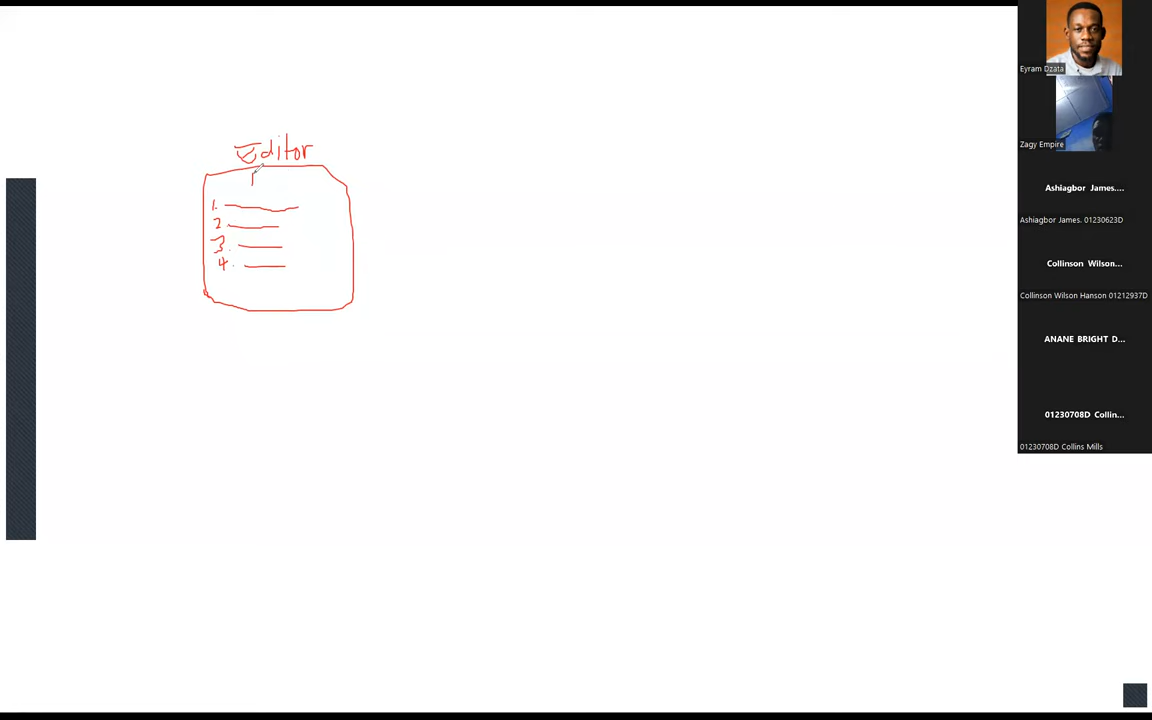 Editor
1.
2.
3.
4.
Eyram Dzata
Zagy Empire
Ashiagbor James....
Ashiagbor James. 01230623D
Collinson Wilson...
Collinson Wilson Hanson 01212937D
ANANE BRIGHT D...
01230708D Collin...
01230708D Collins Mills